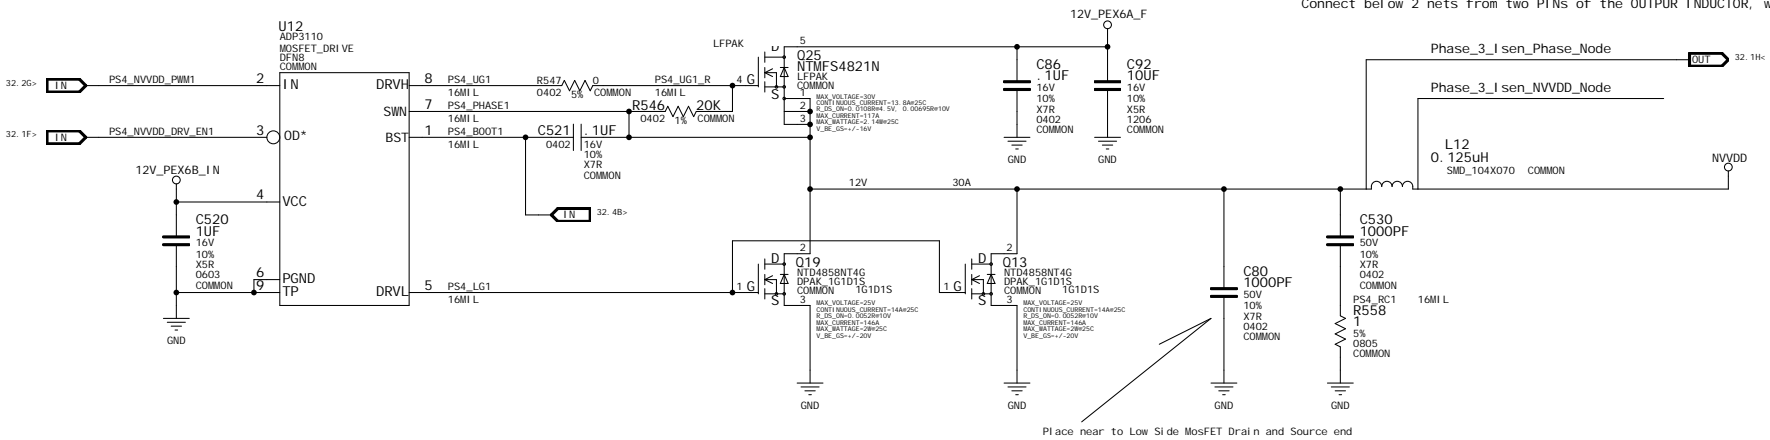 Connect below 2 nets from two PINs of the OUTPUR INDUCTOR, w
12V_PEX6A_F
U12
ADP3110
MOSFET_DRIVE
DFN8
COMMON
32.2G>
IN
PS4_NVVDD_PWM1
2
IN
32.1F>
IN
PS4_NVVDD_DRV_EN1
3
OD*
12V_PEX6B_IN
4
VCC
C520
1UF
16V
10%
X5R
0603
COMMON
6
PGND
9
TP
GND
DRVH
8
PS4_UG1
16MIL
SWN
7
PS4_PHASE1
16MIL
BST
1
PS4_BOOT1
16MIL
DRVL
5
PS4_LG1
16MIL
R547
0
0402
5%
COMMON
PS4_UG1_R
16MIL
R546
20K
0402
1%
COMMON
C521
.1UF
0402
16V
10%
X7R
COMMON
IN
32.4B>
LFPAK
D
5
Q25
NTMFS4821N
LFPAK
COMMON
4
G
S
1
2
3
MAX_VOLTAGE=30V
CONTINUOUS_CURRENT=13.8A@25C
R_DS_ON=0.0108R@4.5V, 0.00695R@10V
MAX_CURRENT=117A
MAX_WATTAGE=2.14W@25C
V_BE_GS=+/-16V
C86
.1UF
16V
10%
X7R
0402
COMMON
GND
C92
10UF
16V
10%
X5R
1206
COMMON
GND
Phase_3_Isen_Phase_Node
OUT
32.1H<
Phase_3_Isen_NVVDD_Node
L12
0.125uH
SMD_104X070
COMMON
NVVDD
12V
30A
2
D
Q19
NTD4858NT4G
DPAK_1G1D1S
COMMON
1G1D1S
1
G
S
3
MAX_VOLTAGE=25V
CONTINUOUS_CURRENT=14A@25C
R_DS_ON=0.0052R@10V
MAX_CURRENT=146A
MAX_WATTAGE=2W@25C
V_BE_GS=+/-20V
GND
2
D
Q13
NTD4858NT4G
DPAK_1G1D1S
COMMON
1G1D1S
1
G
S
3
MAX_VOLTAGE=25V
CONTINUOUS_CURRENT=14A@25C
R_DS_ON=0.0052R@10V
MAX_CURRENT=146A
MAX_WATTAGE=2W@25C
V_BE_GS=+/-20V
GND
C80
1000PF
50V
10%
X7R
0402
COMMON
GND
C530
1000PF
50V
10%
X7R
0402
COMMON
PS4_RC1
16MIL
R558
1
5%
0805
COMMON
GND
Place near to Low Side MosFET Drain and Source end